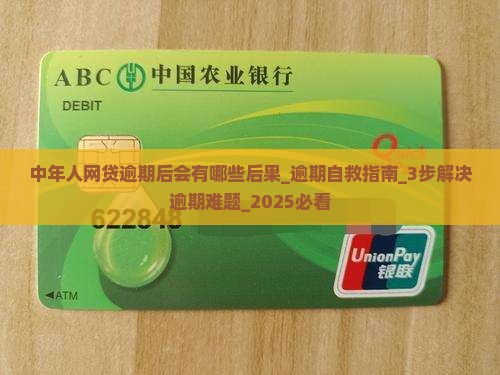 ABC 中国农业银行
DEBIT
Quick
中年人网贷逾期后会有哪些后果_逾期自救指南_3步解决
逾期难题_2025必看
622848
UnionPay
银联
◄ATM